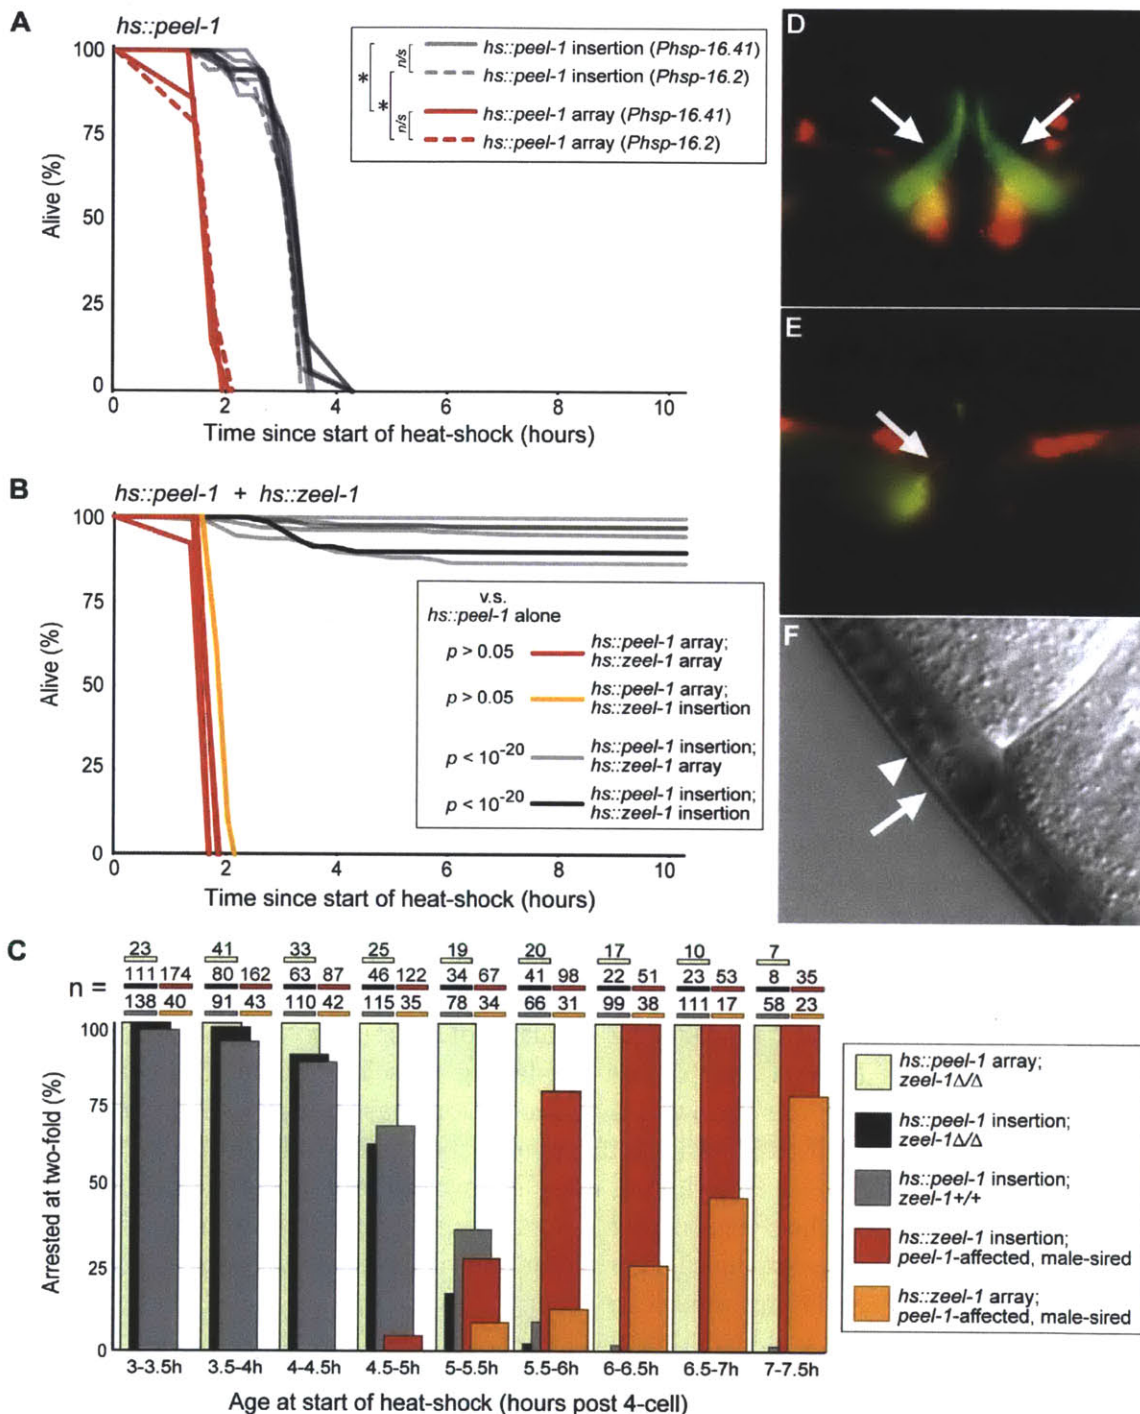 A
hs::peel-1
100
75
50
25
0
Alive (%)
0 2 4 6 8 10
Time since start of heat-shock (hours)
* * n/s n/s
hs::peel-1 insertion (Phsp-16.41)
hs::peel-1 insertion (Phsp-16.2)
hs::peel-1 array (Phsp-16.41)
hs::peel-1 array (Phsp-16.2)
B
hs::peel-1 + hs::zeel-1
100
75
50
25
0
Alive (%)
0 2 4 6 8 10
Time since start of heat-shock (hours)
v.s.
hs::peel-1 alone
p > 0.05 hs::peel-1 array;
hs::zeel-1 array
p > 0.05 hs::peel-1 array;
hs::zeel-1 insertion
p < 10⁻²⁰ hs::peel-1 insertion;
hs::zeel-1 array
p < 10⁻²⁰ hs::peel-1 insertion;
hs::zeel-1 insertion
C
23 41 33 25 19 20 17 10 7
n = 111 174 80 162 63 87 46 122 34 67 41 98 22 51 23 53 8 35
138 40 91 43 110 42 115 35 78 34 66 31 99 38 111 17 58 23
100
75
50
25
0
Arrested at two-fold (%)
3-3.5h 3.5-4h 4-4.5h 4.5-5h 5-5.5h 5.5-6h 6-6.5h 6.5-7h 7-7.5h
Age at start of heat-shock (hours post 4-cell)
hs::peel-1 array;
zeel-1Δ/Δ
hs::peel-1 insertion;
zeel-1Δ/Δ
hs::peel-1 insertion;
zeel-1+/+
hs::zeel-1 insertion;
peel-1-affected, male-sired
hs::zeel-1 array;
peel-1-affected, male-sired
D
E
F